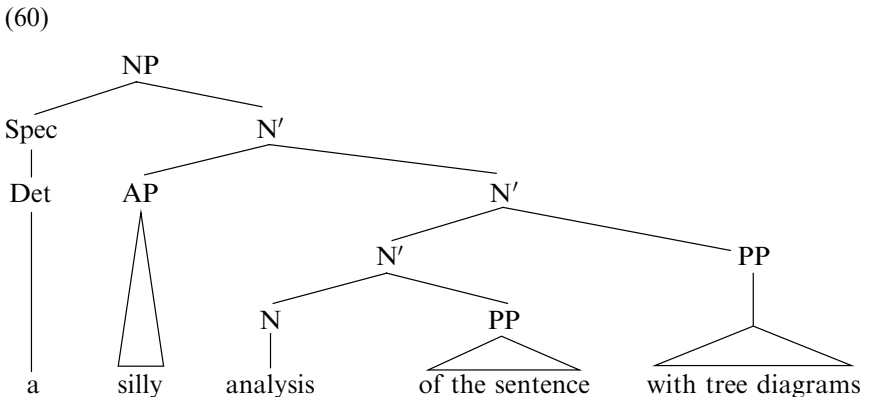 (60)
NP
Spec N′
Det AP N′
N′ PP
N PP
a silly analysis of the sentence with tree diagrams